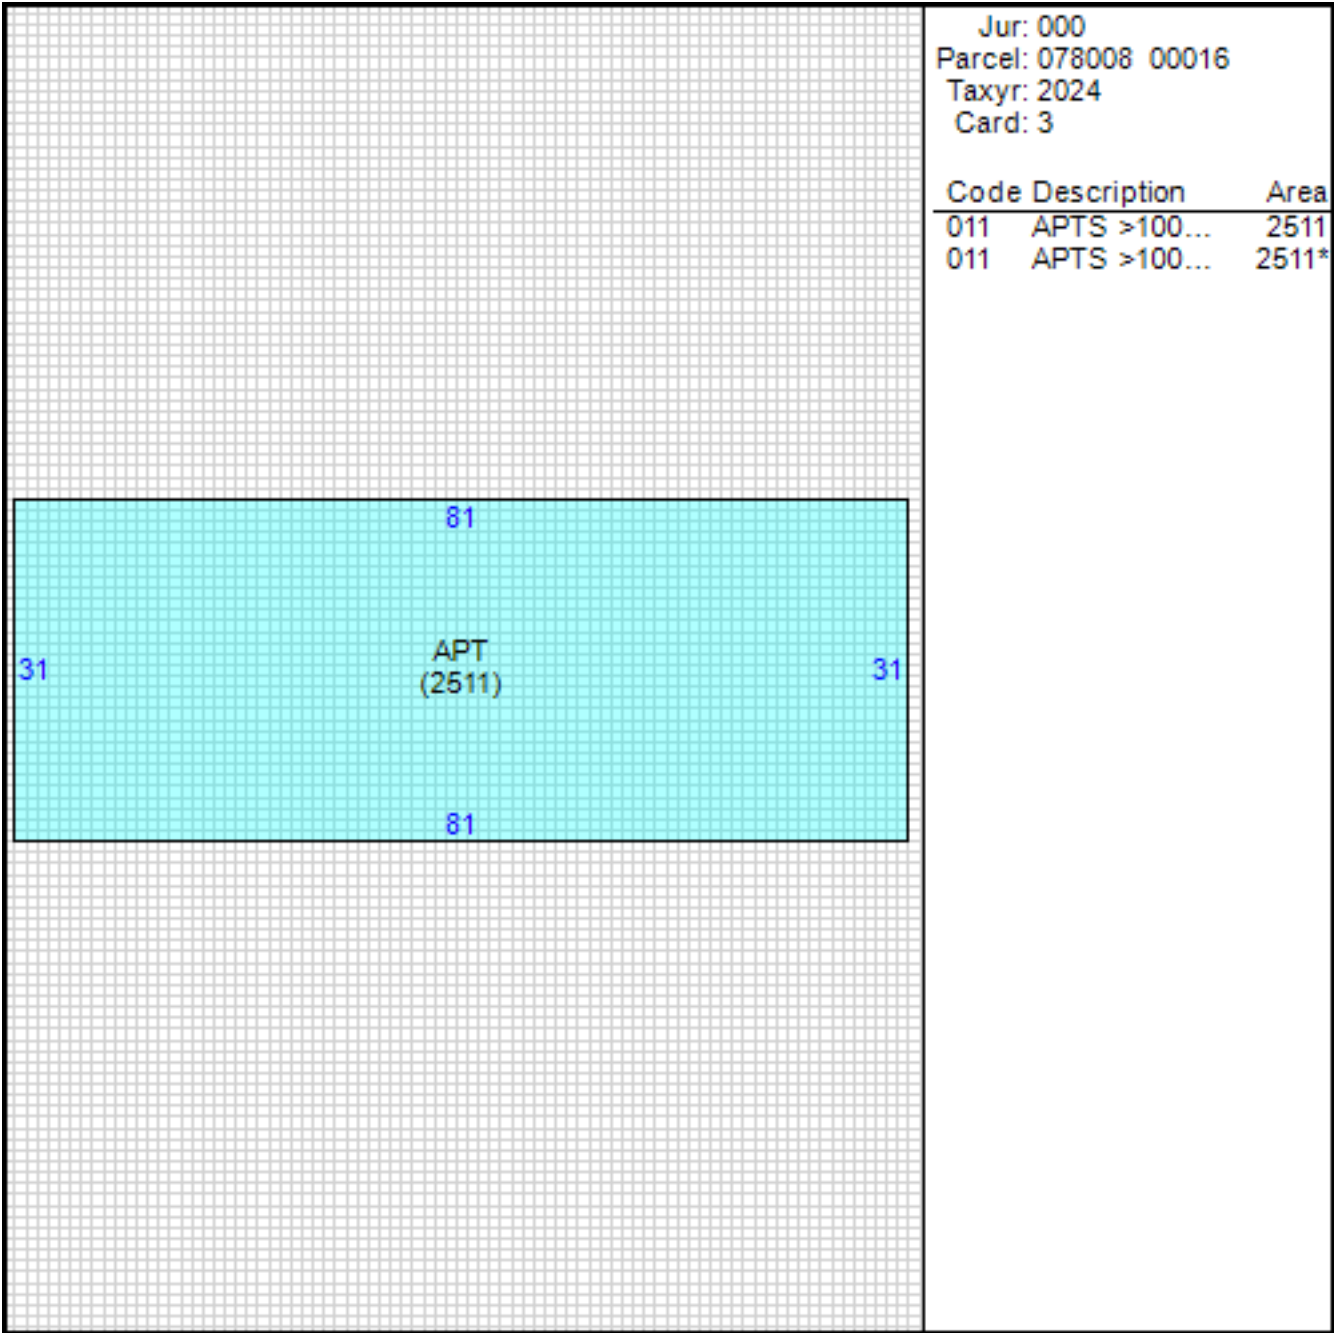 Jur: 000
Parcel: 078008 00016
Taxyr: 2024
Card: 3
Code Description Area
011 APTS >100... 2511
011 APTS >100... 2511*
81
APT
31 31
(2511)
81